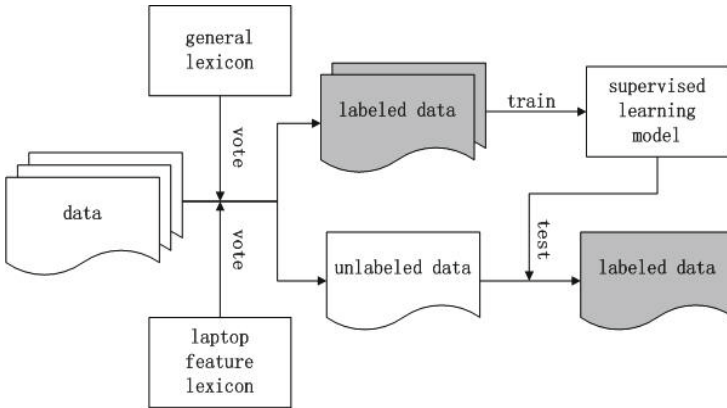 general
lexicon
vote
data
vote
laptop
feature
lexicon
labeled data
train
supervised
learning
model
unlabeled data
test
labeled data